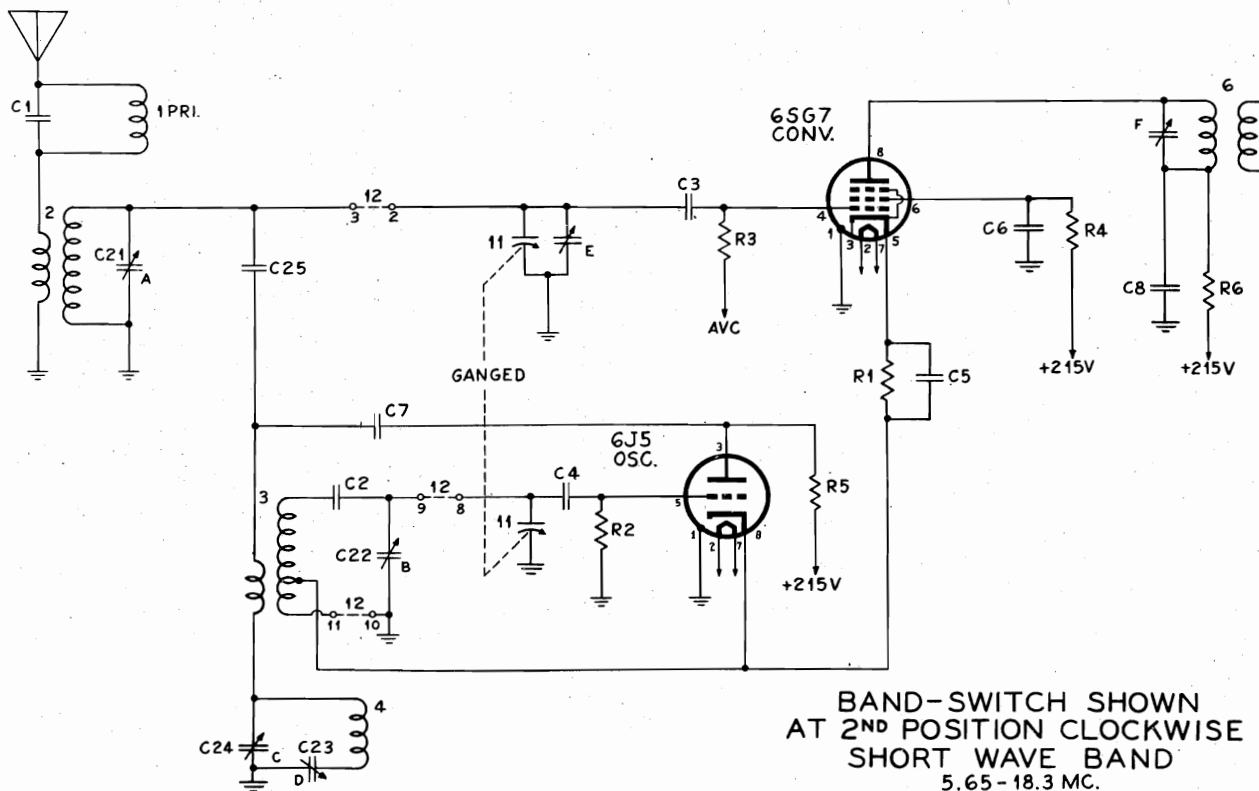 C1
1 PRI.
2
C21
A
C25
3 12 2
11
E
C3
R3
AVC
6SG7
CONV.
8
4
6
1
3
2
7
5
6
F
C6
R4
C8
R6
+215V
+215V
R1
C5
GANGED
C7
6J5
OSC.
3
5
1
2
7
8
R5
+215V
3
C2
9 12 8
C4
11
R2
C22
B
11 12 10
4
C24
C
C23
D
BAND-SWITCH SHOWN
AT 2ND POSITION CLOCKWISE
SHORT WAVE BAND
5.65-18.3 MC.